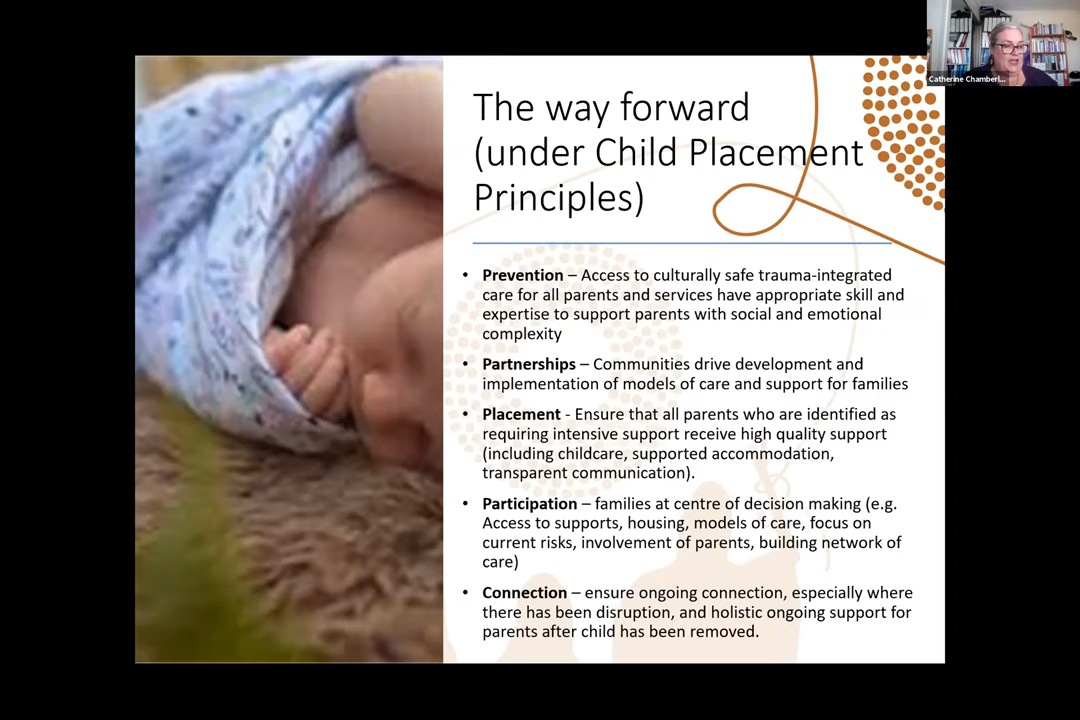 Catherine Chamberl...
The way forward
(under Child Placement
Principles)
• Prevention – Access to culturally safe trauma-integrated
care for all parents and services have appropriate skill and
expertise to support parents with social and emotional
complexity
• Partnerships – Communities drive development and
implementation of models of care and support for families
• Placement - Ensure that all parents who are identified as
requiring intensive support receive high quality support
(including childcare, supported accommodation,
transparent communication).
• Participation – families at centre of decision making (e.g.
Access to supports, housing, models of care, focus on
current risks, involvement of parents, building network of
care)
• Connection – ensure ongoing connection, especially where
there has been disruption, and holistic ongoing support for
parents after child has been removed.